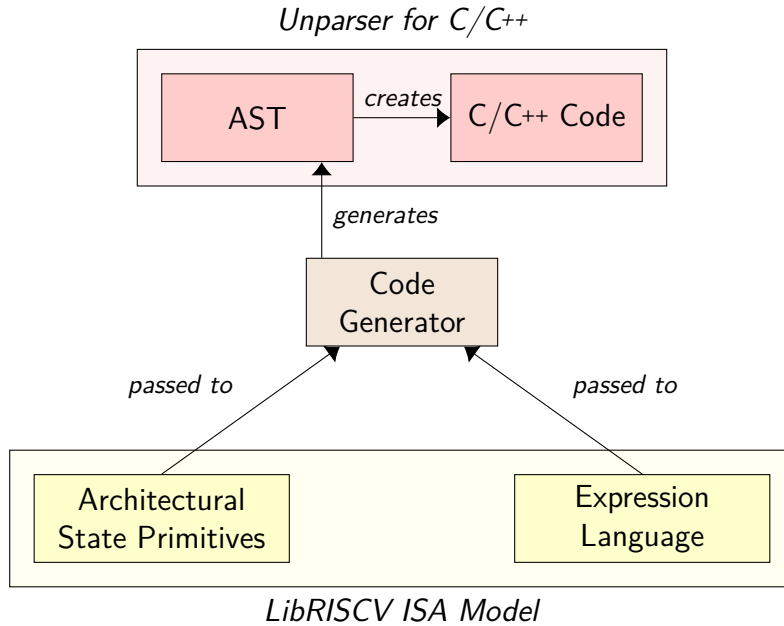 Unparser for C/C++
AST
creates
C/C++ Code
generates
Code
Generator
passed to
passed to
Architectural
State Primitives
Expression
Language
LibRISCV ISA Model